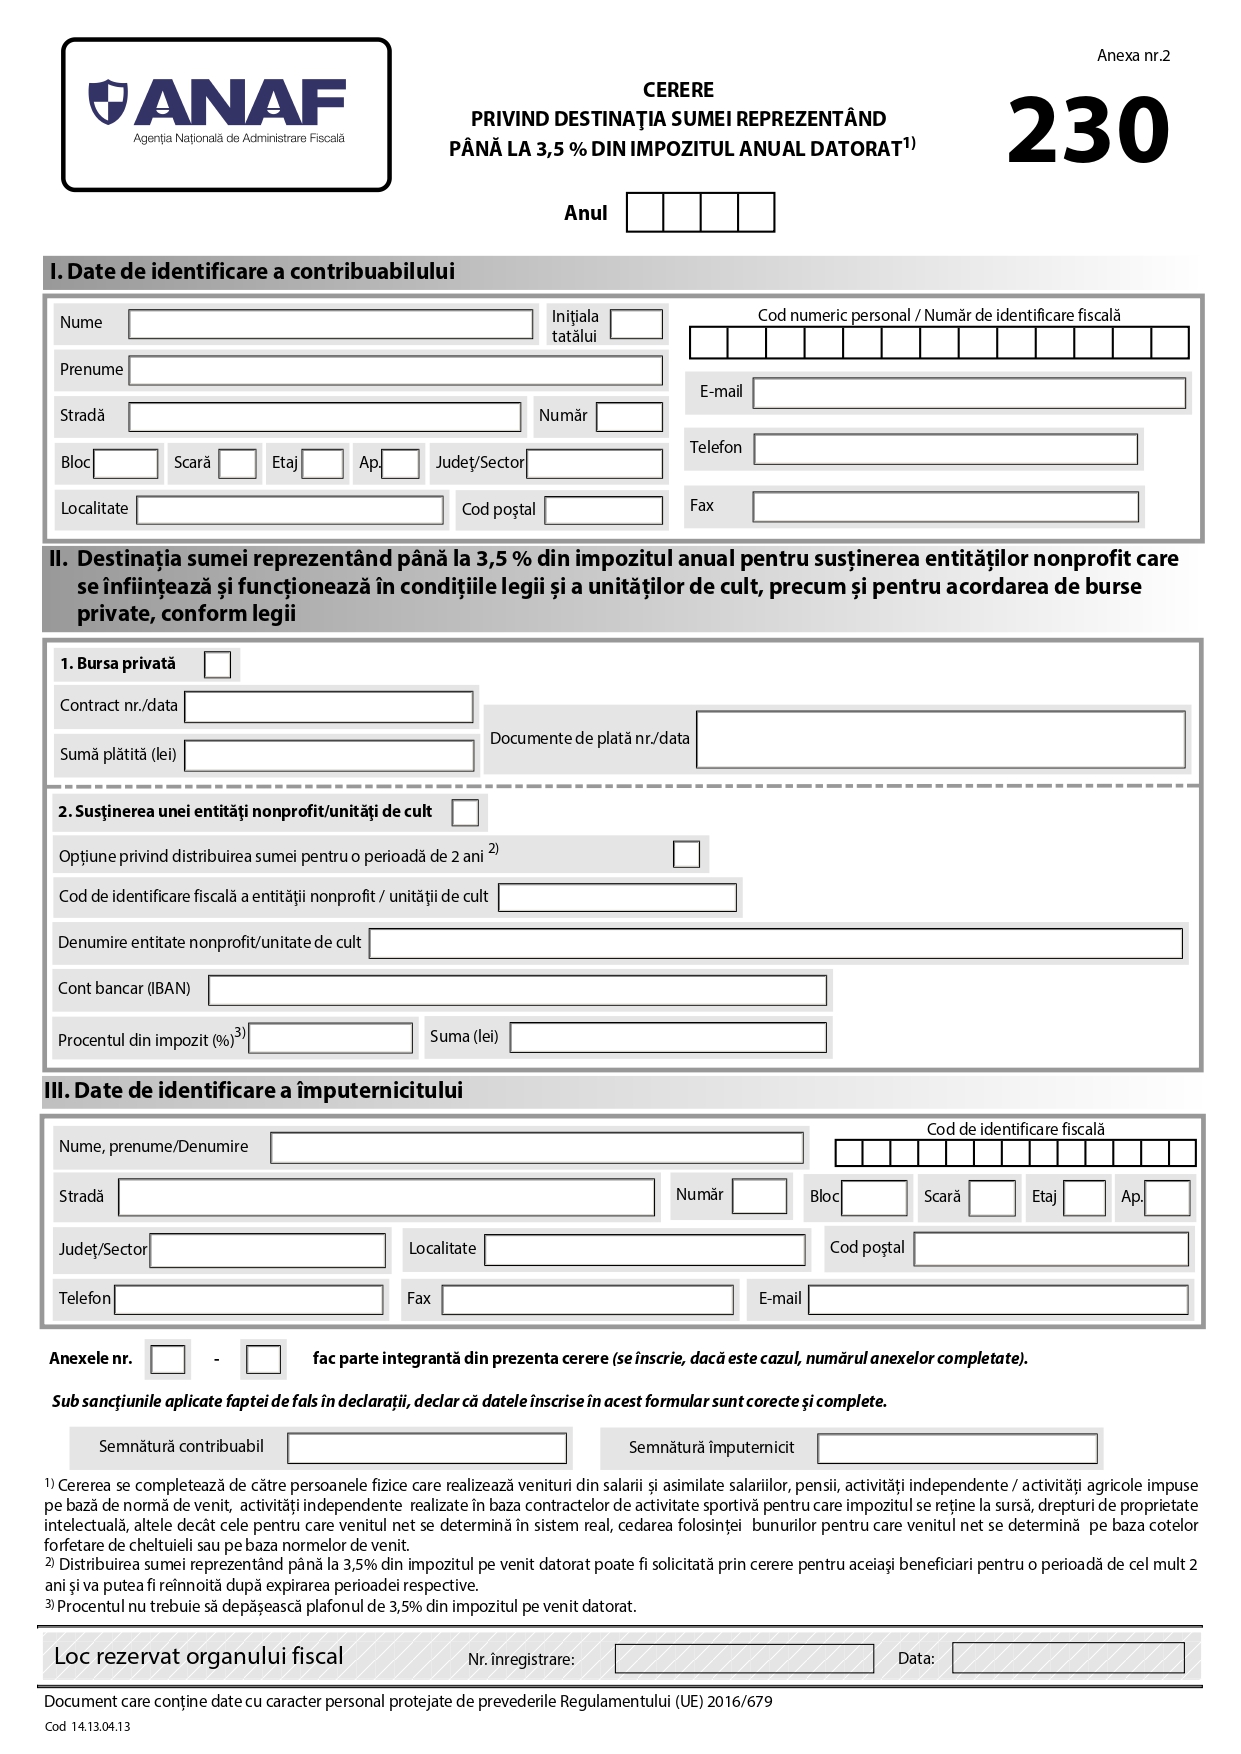 Anexa nr.2
ANAF
Agenția Națională de Administrare Fiscală
CERERE
PRIVIND DESTINAŢIA SUMEI REPREZENTÂND
PÂNĂ LA 3,5 % DIN IMPOZITUL ANUAL DATORAT1)
230
Anul
I. Date de identificare a contribuabilului
Nume
Iniţiala
tatălui
Cod numeric personal / Număr de identificare fiscală
Prenume
E-mail
Stradă
Număr
Telefon
Bloc
Scară
Etaj
Ap.
Judeţ/Sector
Localitate
Cod poştal
Fax
II. Destinația sumei reprezentând până la 3,5 % din impozitul anual pentru susținerea entităților nonprofit care
se înființează și funcționează în condițiile legii și a unităților de cult, precum și pentru acordarea de burse
private, conform legii
1. Bursa privată
Contract nr./data
Documente de plată nr./data
Sumă plătită (lei)
2. Susţinerea unei entităţi nonprofit/unităţi de cult
Opțiune privind distribuirea sumei pentru o perioadă de 2 ani 2)
Cod de identificare fiscală a entităţii nonprofit / unităţii de cult
Denumire entitate nonprofit/unitate de cult
Cont bancar (IBAN)
Procentul din impozit (%)3)
Suma (lei)
III. Date de identificare a împuternicitului
Cod de identificare fiscală
Nume, prenume/Denumire
Stradă
Număr
Bloc
Scară
Etaj
Ap.
Judeţ/Sector
Localitate
Cod poştal
Telefon
Fax
E-mail
Anexele nr. - fac parte integrantă din prezenta cerere (se înscrie, dacă este cazul, numărul anexelor completate).
Sub sancţiunile aplicate faptei de fals în declarații, declar că datele înscrise în acest formular sunt corecte şi complete.
Semnătură contribuabil
Semnătură împuternicit
1) Cererea se completează de către persoanele fizice care realizează venituri din salarii și asimilate salariilor, pensii, activități independente / activități agricole impuse
pe bază de normă de venit, activități independente realizate în baza contractelor de activitate sportivă pentru care impozitul se reține la sursă, drepturi de proprietate
intelectuală, altele decât cele pentru care venitul net se determină în sistem real, cedarea folosinței bunurilor pentru care venitul net se determină pe baza cotelor
forfetare de cheltuieli sau pe baza normelor de venit.
2) Distribuirea sumei reprezentând până la 3,5% din impozitul pe venit datorat poate fi solicitată prin cerere pentru aceiaşi beneficiari pentru o perioadă de cel mult 2
ani şi va putea fi reînnoită după expirarea perioadei respective.
3) Procentul nu trebuie să depășească plafonul de 3,5% din impozitul pe venit datorat.
Loc rezervat organului fiscal
Nr. înregistrare:
Data:
Document care conține date cu caracter personal protejate de prevederile Regulamentului (UE) 2016/679
Cod 14.13.04.13